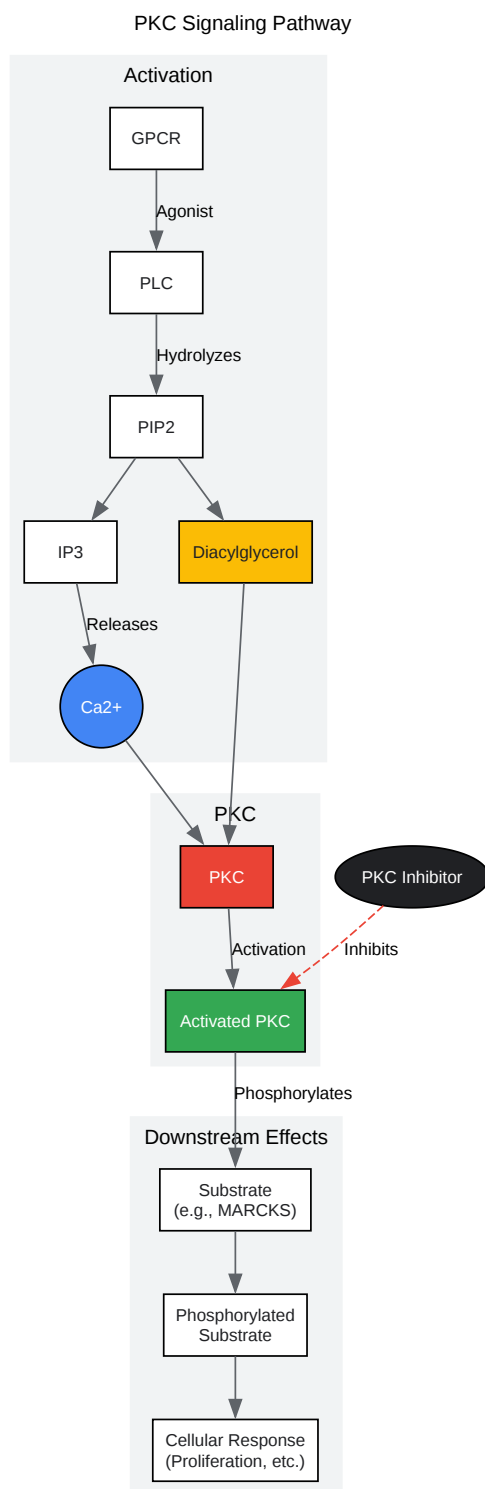 PKC Signaling Pathway
Activation
GPCR
Agonist
PLC
Hydrolyzes
PIP2
IP3
Diacylglycerol
Releases
Ca2+
PKC
PKC
PKC Inhibitor
Activation
Inhibits
Activated PKC
Phosphorylates
Downstream Effects
Substrate
(e.g., MARCKS)
Phosphorylated
Substrate
Cellular Response
(Proliferation, etc.)